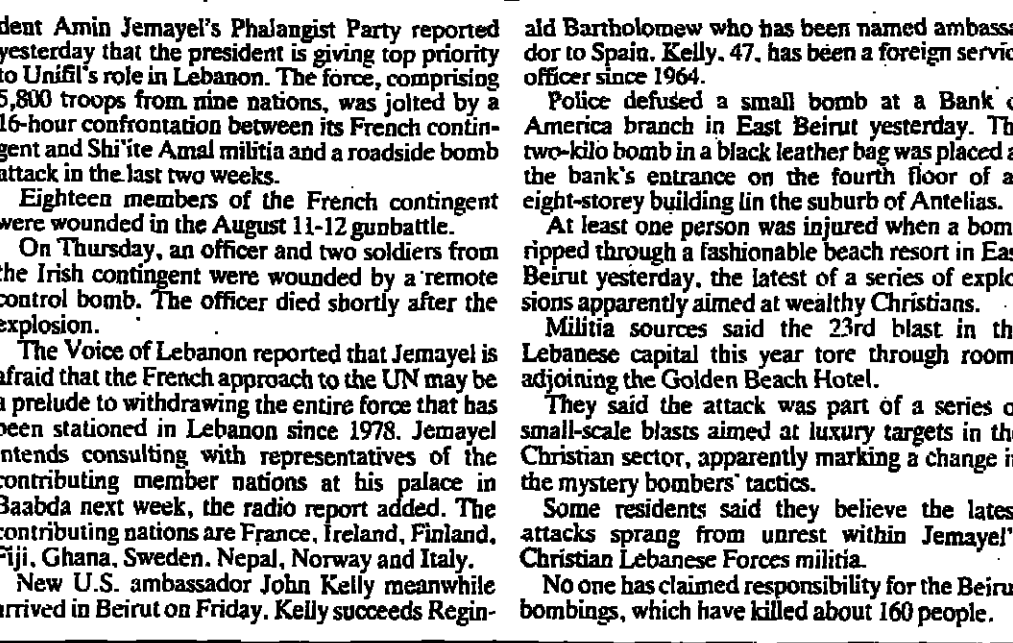 dent Amin Jemayel's Phalangist Party reported
yesterday that the president is giving top priority
to Unifil's role in Lebanon. The force, comprising
5,800 troops from nine nations, was jolted by a
16-hour confrontation between its French contin-
gent and Shi'ite Amal militia and a roadside bomb
attack in the last two weeks.
Eighteen members of the French contingent
were wounded in the August 11-12 gunbattle.
On Thursday, an officer and two soldiers from
the Irish contingent were wounded by a remote
control bomb. The officer died shortly after the
explosion.
The Voice of Lebanon reported that Jemayel is
afraid that the French approach to the UN may be
a prelude to withdrawing the entire force that has
been stationed in Lebanon since 1978. Jemayel
intends consulting with representatives of the
contributing member nations at his palace in
Baabda next week, the radio report added. The
contributing nations are France, Ireland, Finland,
Fiji, Ghana, Sweden, Nepal, Norway and Italy.
New U.S. ambassador John Kelly meanwhile
arrived in Beirut on Friday. Kelly succeeds Regin-
ald Bartholomew who has been named ambassa
dor to Spain. Kelly, 47, has been a foreign servic
officer since 1964.
Police defused a small bomb at a Bank o
America branch in East Beirut yesterday. Th
two-kilo bomb in a black leather bag was placed a
the bank's entrance on the fourth floor of a
eight-storey building lin the suburb of Antelias.
At least one person was injured when a bom
ripped through a fashionable beach resort in Eas
Beirut yesterday, the latest of a series of explo
sions apparently aimed at wealthy Christians.
Militia sources said the 23rd blast in th
Lebanese capital this year tore through room
adjoining the Golden Beach Hotel.
They said the attack was part of a series o
small-scale blasts aimed at luxury targets in th
Christian sector, apparently marking a change i
the mystery bombers' tactics.
Some residents said they believe the lates
attacks sprang from unrest within Jemayel'
Christian Lebanese Forces militia.
No one has claimed responsibility for the Beiru
bombings, which have killed about 160 people.